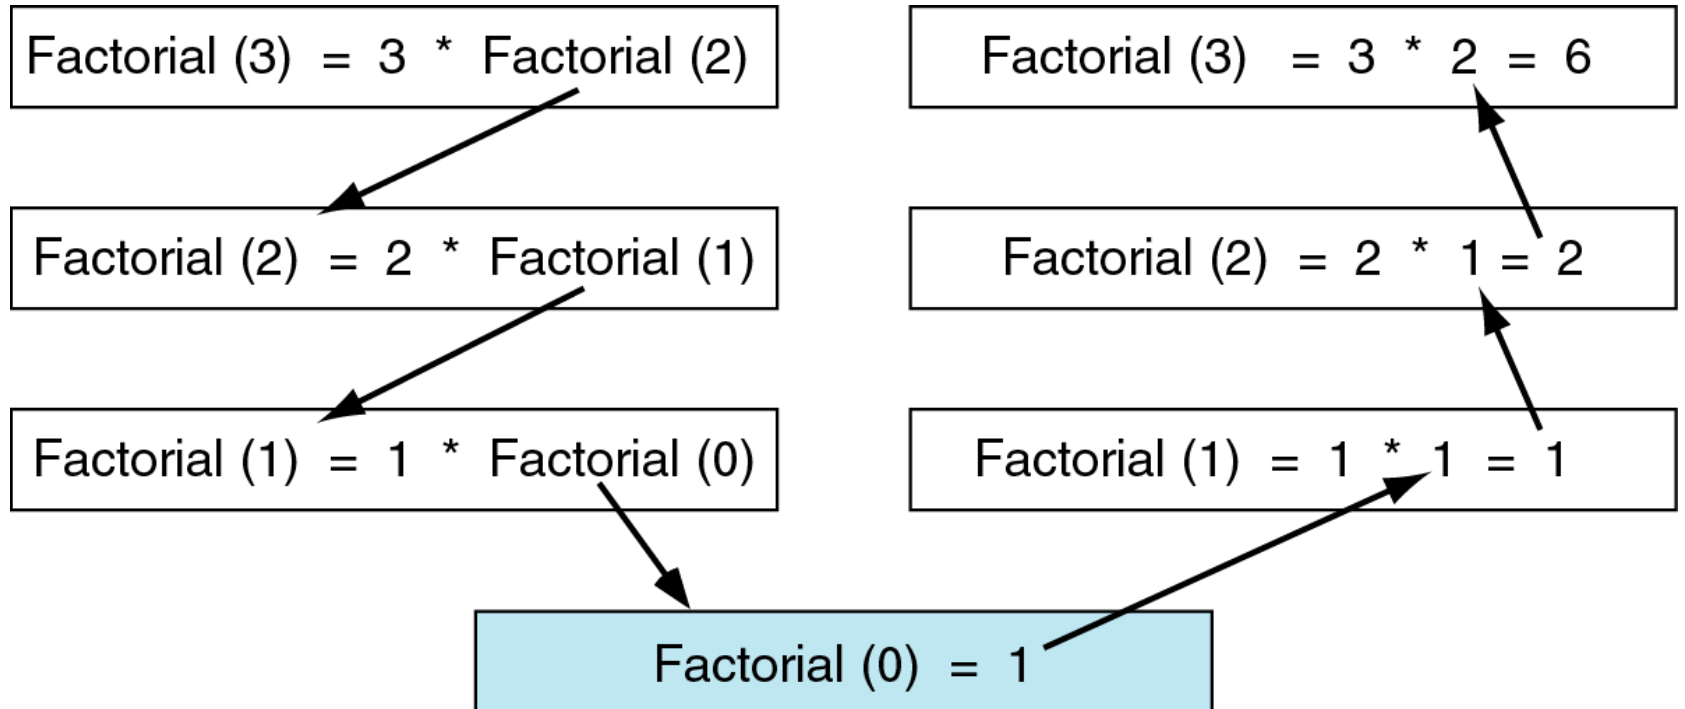 Factorial (3) = 3 * Factorial (2)
Factorial (2) = 2 * Factorial (1)
Factorial (1) = 1 * Factorial (0)
Factorial (0) = 1
Factorial (1) = 1 * 1 = 1
Factorial (2) = 2 * 1 = 2
Factorial (3) = 3 * 2 = 6